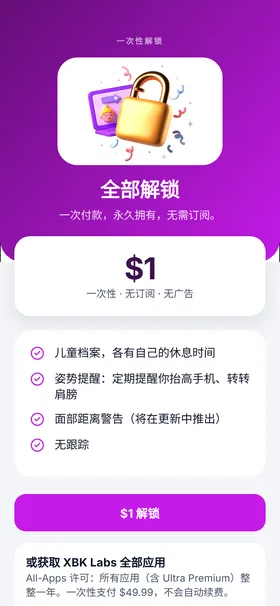 一次性解锁
全部解锁
一次付款，永久拥有，无需订阅。
$1
一次性 · 无订阅 · 无广告
儿童档案，各有自己的休息时间
姿势提醒：定期提醒你抬高手机、转转
肩膀
面部距离警告（将在更新中推出）
无跟踪
$1 解锁
或获取 XBK Labs 全部应用
All-Apps 许可：所有应用（含 Ultra Premium）整
整一年。一次性支付 $49.99，不会自动续费。